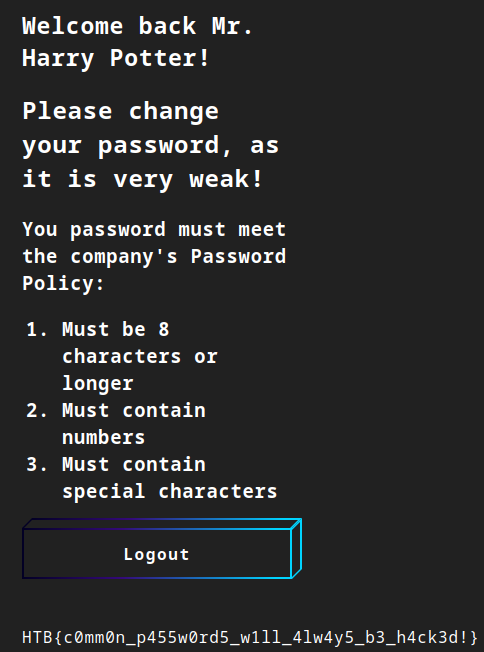 Welcome back Mr.
Harry Potter!
Please change
your password, as
it is very weak!
You password must meet
the company's Password
Policy:
1. Must be 8
characters or
longer
2. Must contain
numbers
3. Must contain
special characters
Logout
HTB{c0mm0n_p455w0rd5_w1ll_4lw4y5_b3_h4ck3d!}